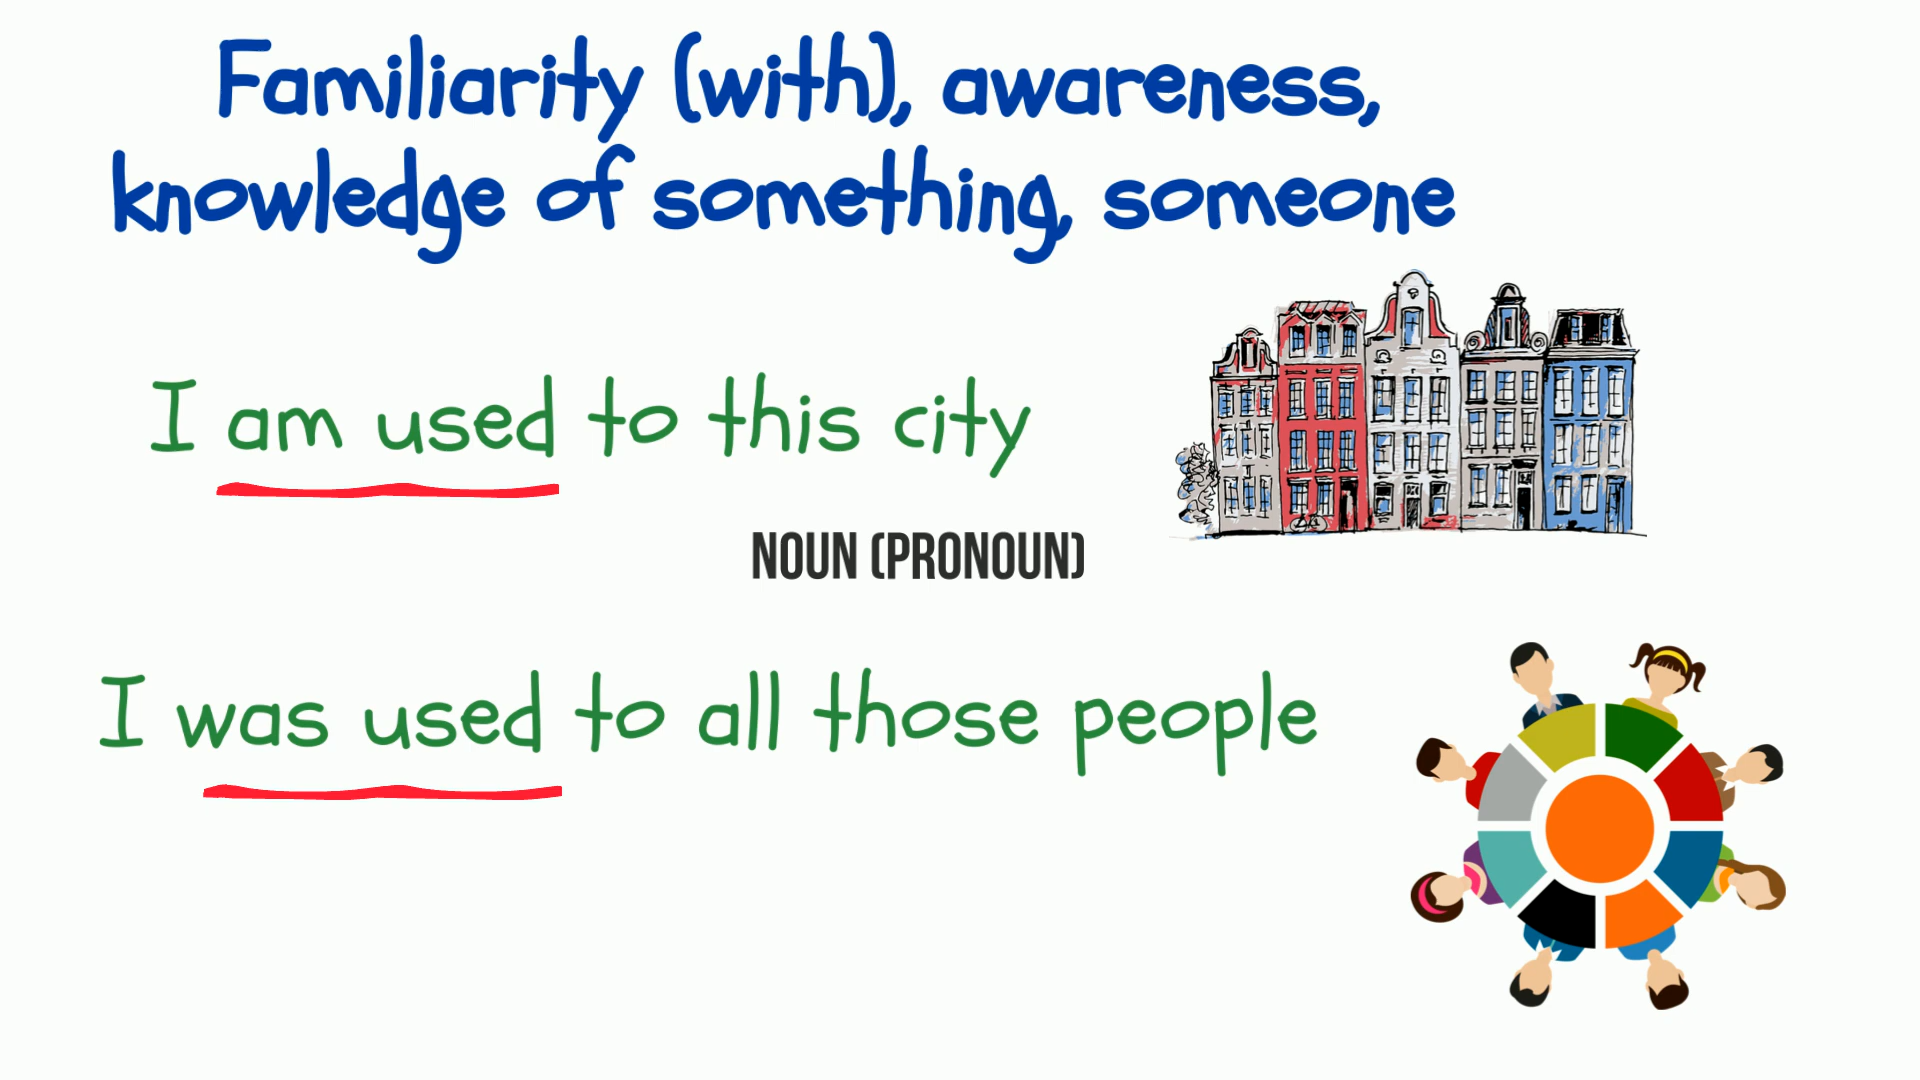 Familiarity (with), awareness,
knowledge of something, someone
I am used to this city
NOUN (PRONOUN)
I was used to all those people